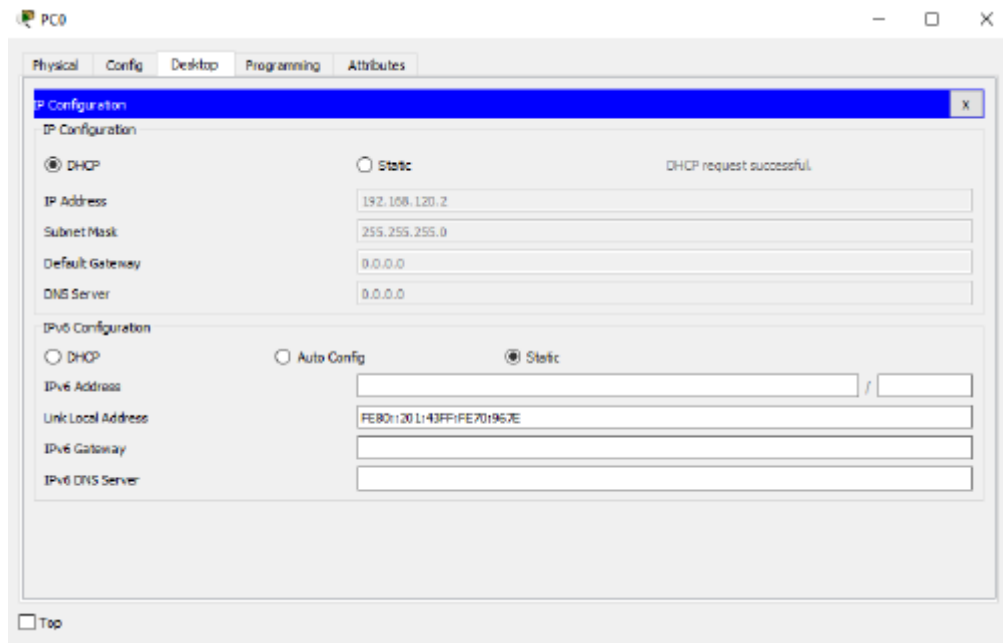 PC0
Physical Config Desktop Programming Attributes
IP Configuration X
IP Configuration
DHCP Static DHCP request successful.
IP Address 192.168.120.2
Subnet Mask 255.255.255.0
Default Gateway 0.0.0.0
DNS Server 0.0.0.0
IPv6 Configuration
DHCP Auto Config Static
IPv6 Address /
Link Local Address FE80::201:43FF:FE70:967E
IPv6 Gateway
IPv6 DNS Server
Top